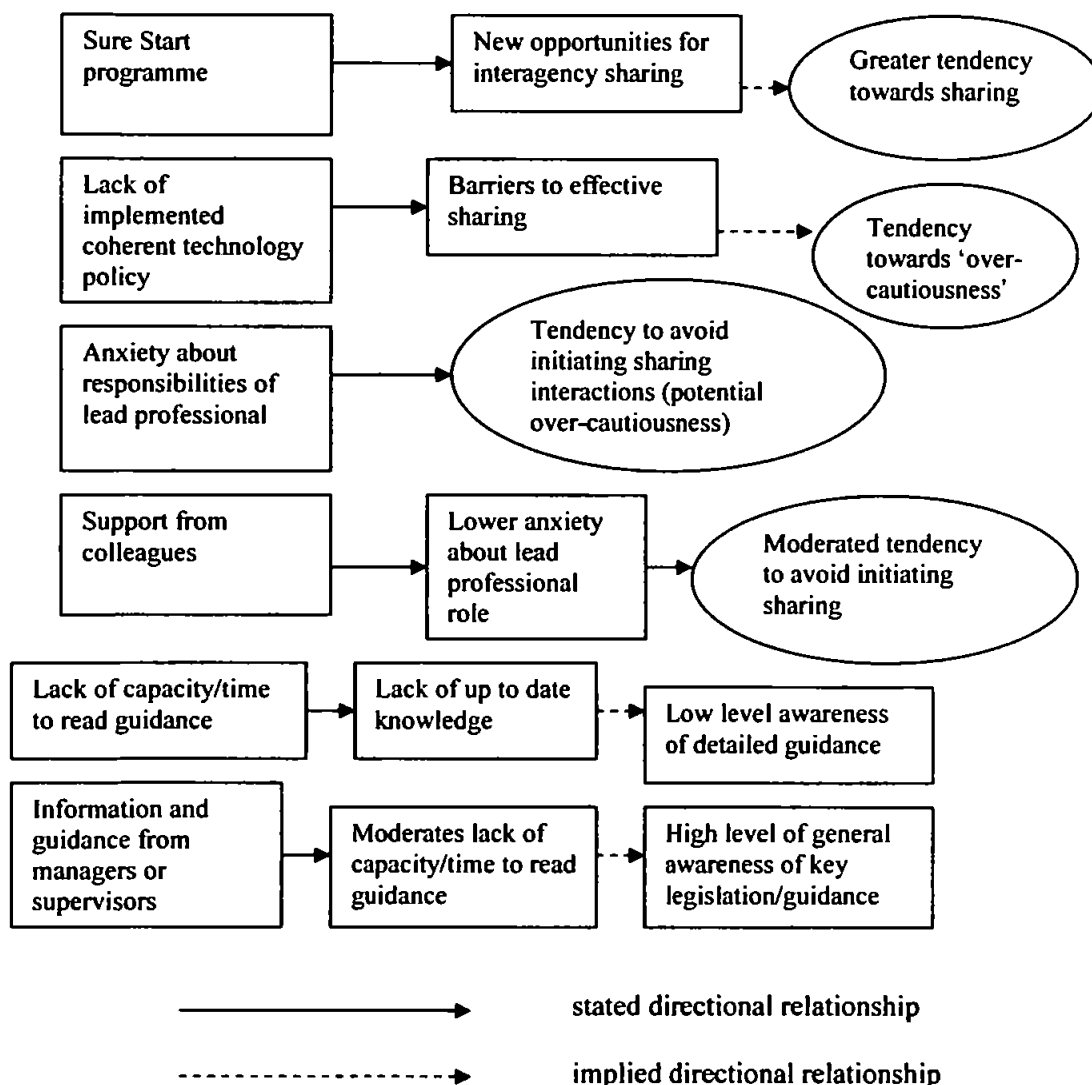 Sure Start
programme
New opportunities for
interagency sharing
Greater tendency
towards sharing
Lack of
implemented
coherent technology
policy
Barriers to effective
sharing
Tendency
towards ‘over-
cautiousness’
Anxiety about
responsibilities of
lead professional
Tendency to avoid
initiating sharing
interactions (potential
over-cautiousness)
Support from
colleagues
Lower anxiety
about lead
professional
role
Moderated tendency
to avoid initiating
sharing
Lack of capacity/time
to read guidance
Lack of up to date
knowledge
Low level awareness
of detailed guidance
Information and
guidance from
managers or
supervisors
Moderates lack of
capacity/time to read
guidance
High level of general
awareness of key
legislation/guidance
stated directional relationship
implied directional relationship